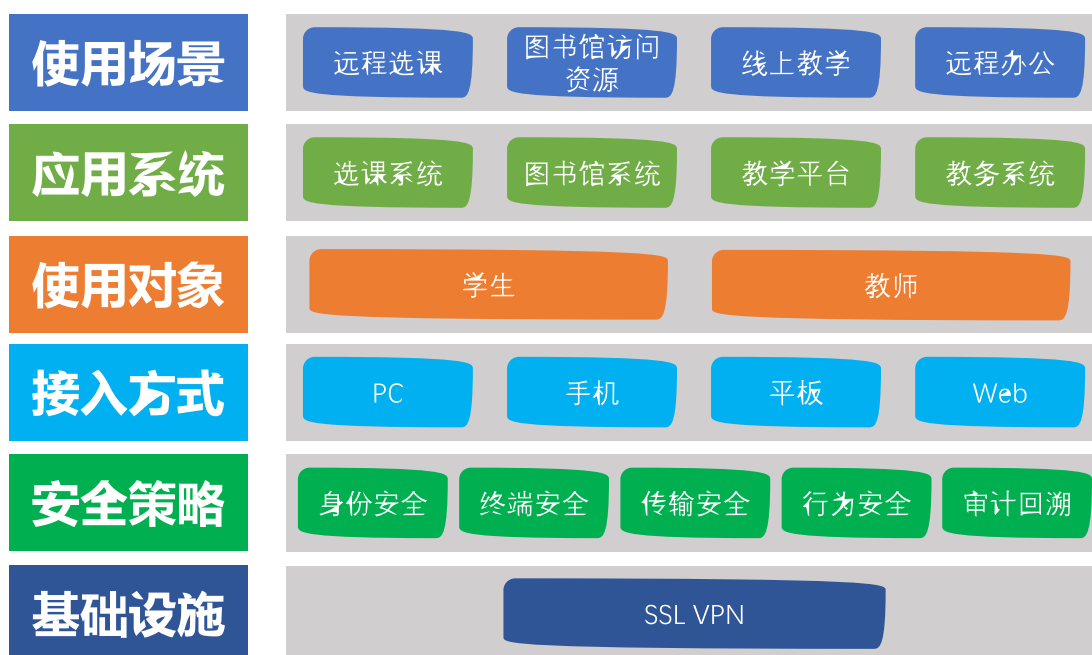 使用场景
远程选课
图书馆访问
资源
线上教学
远程办公
应用系统
选课系统
图书馆系统
教学平台
教务系统
使用对象
学生
教师
接入方式
PC
手机
平板
Web
安全策略
身份安全
终端安全
传输安全
行为安全
审计回溯
基础设施
SSL VPN